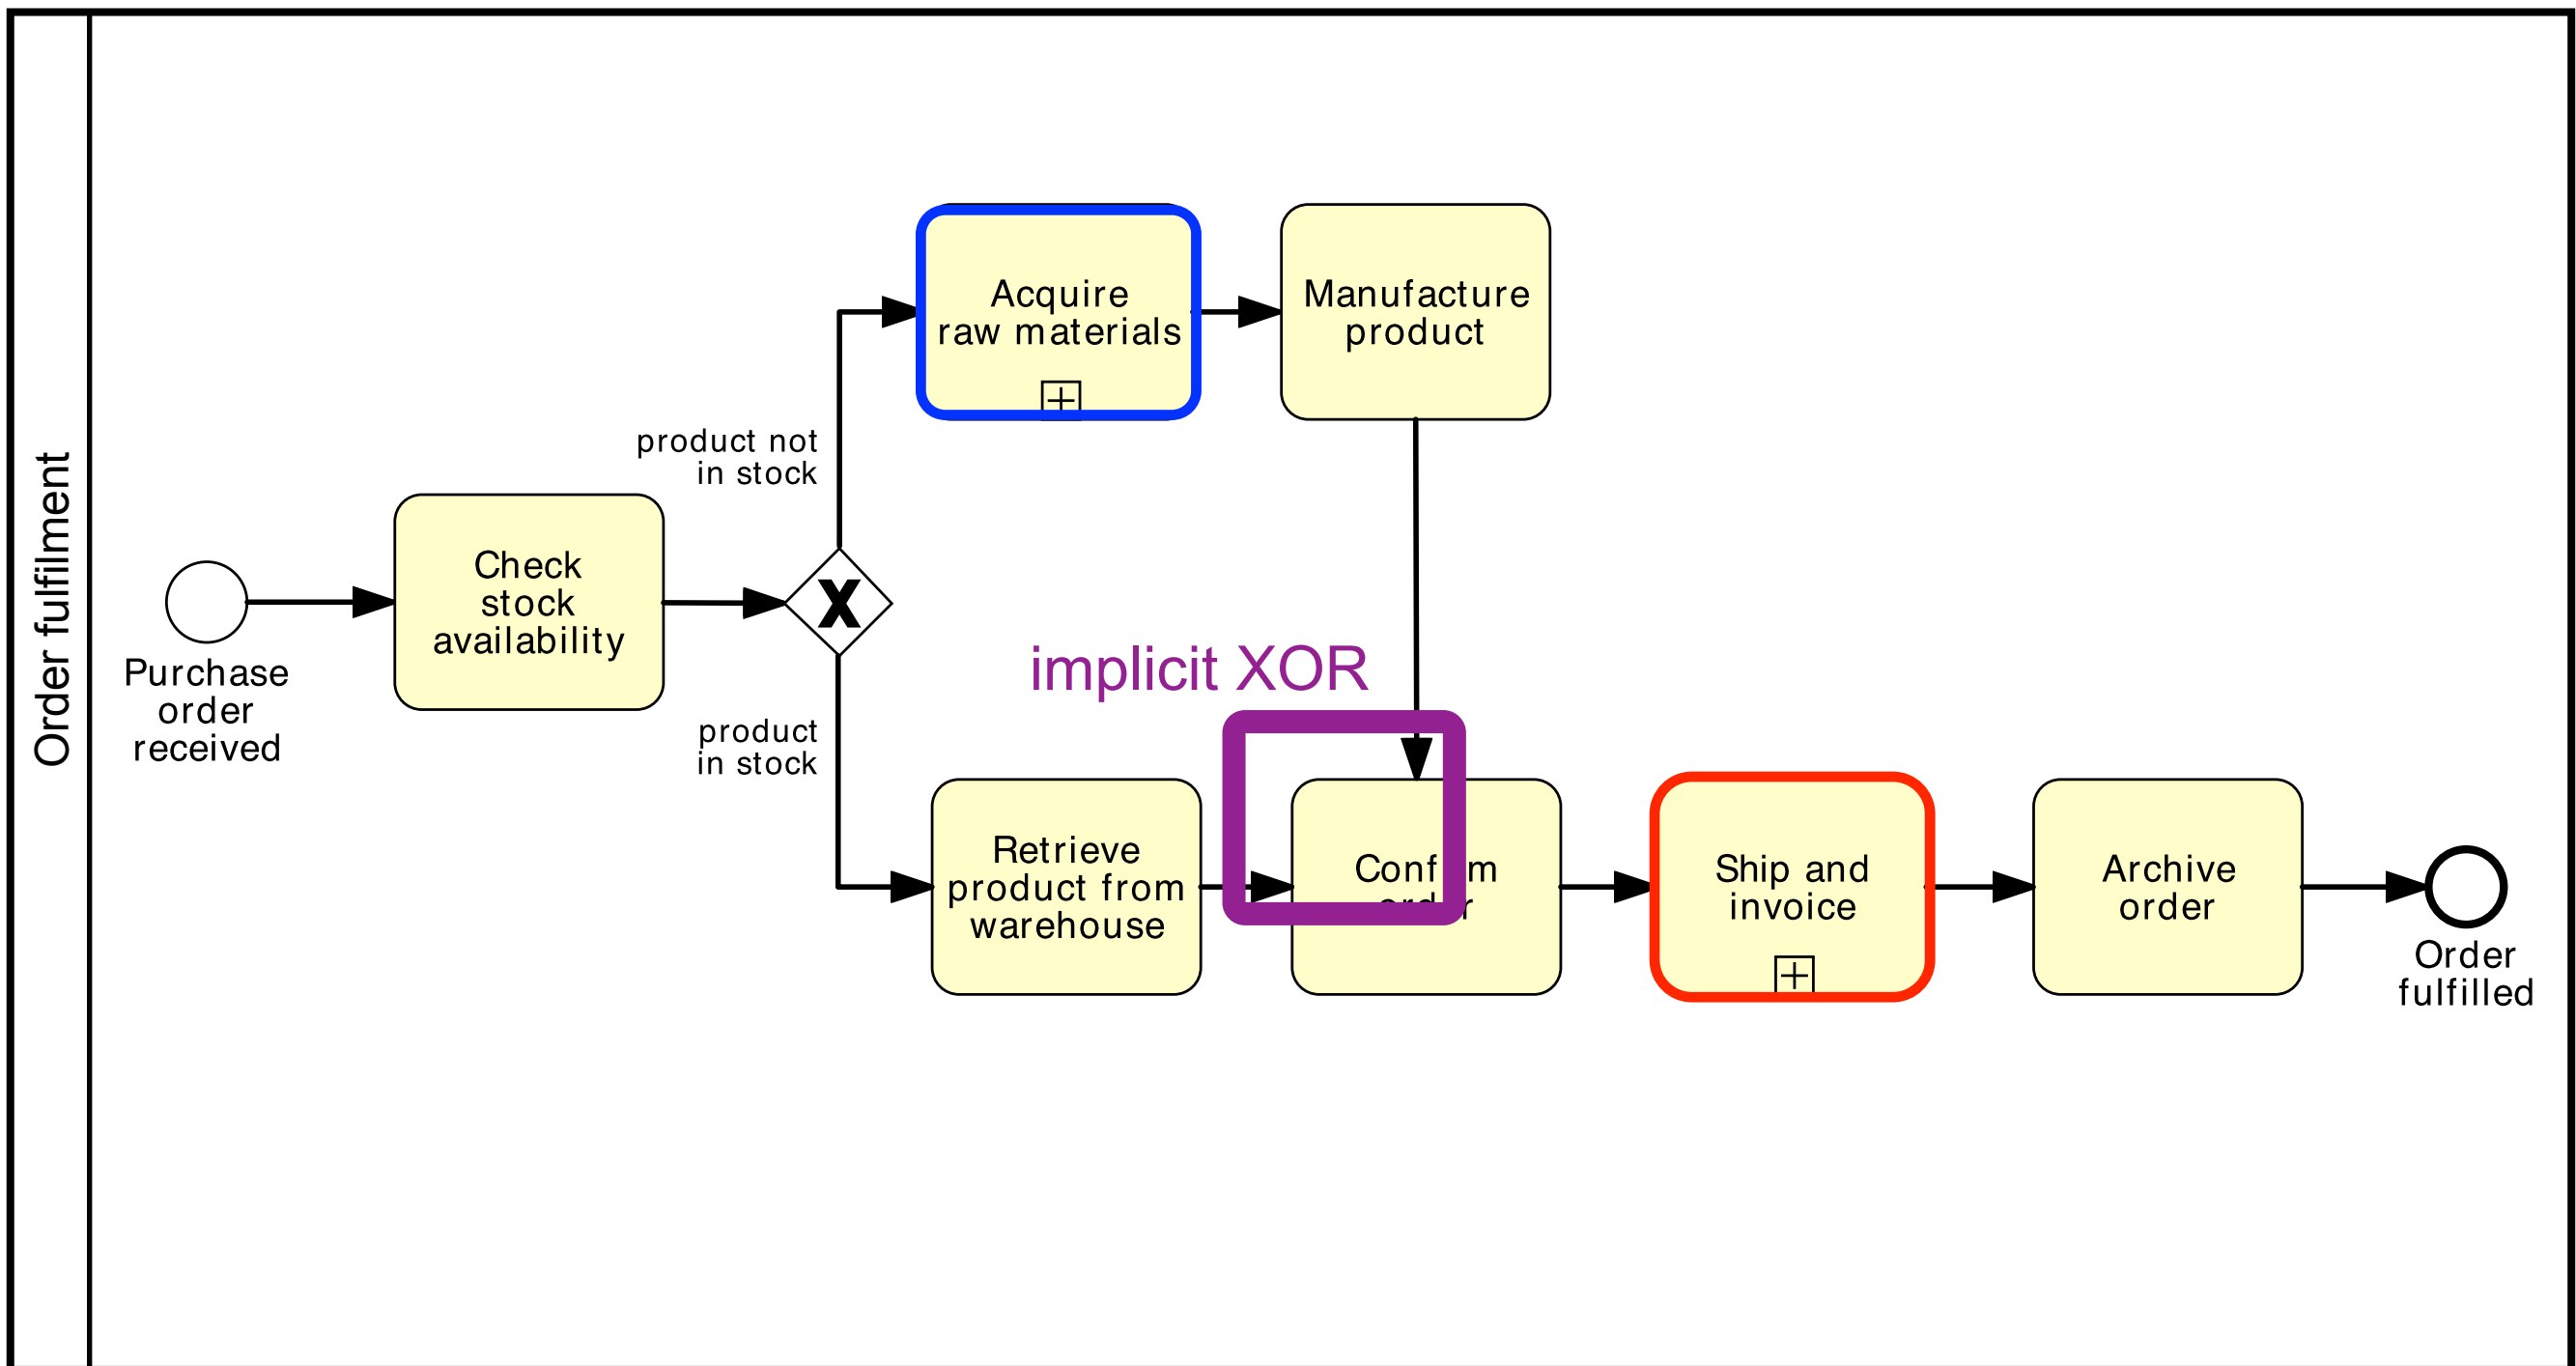 Order fulfilment
Purchase
order
received
Check
stock
availability
product not
in stock
product
in stock
X
Acquire
raw materials
Manufacture
product
implicit XOR
Retrieve
product from
warehouse
Ship and
invoice
Archive
order
Order
fulfilled